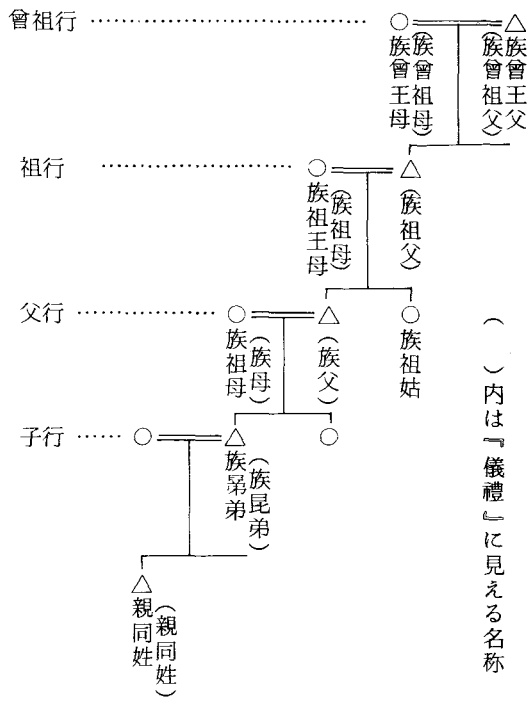 曾祖行
族曾王父
(族曾祖父)
(族曾祖母)
族曾王母
祖行
(族祖父)
(族祖母)
族祖王母
父行
族祖姑
(族父)
(族母)
族祖母
子行
(族昆弟)
族晜弟
(親同姓)
親同姓
( )内は『儀禮』に見える名称